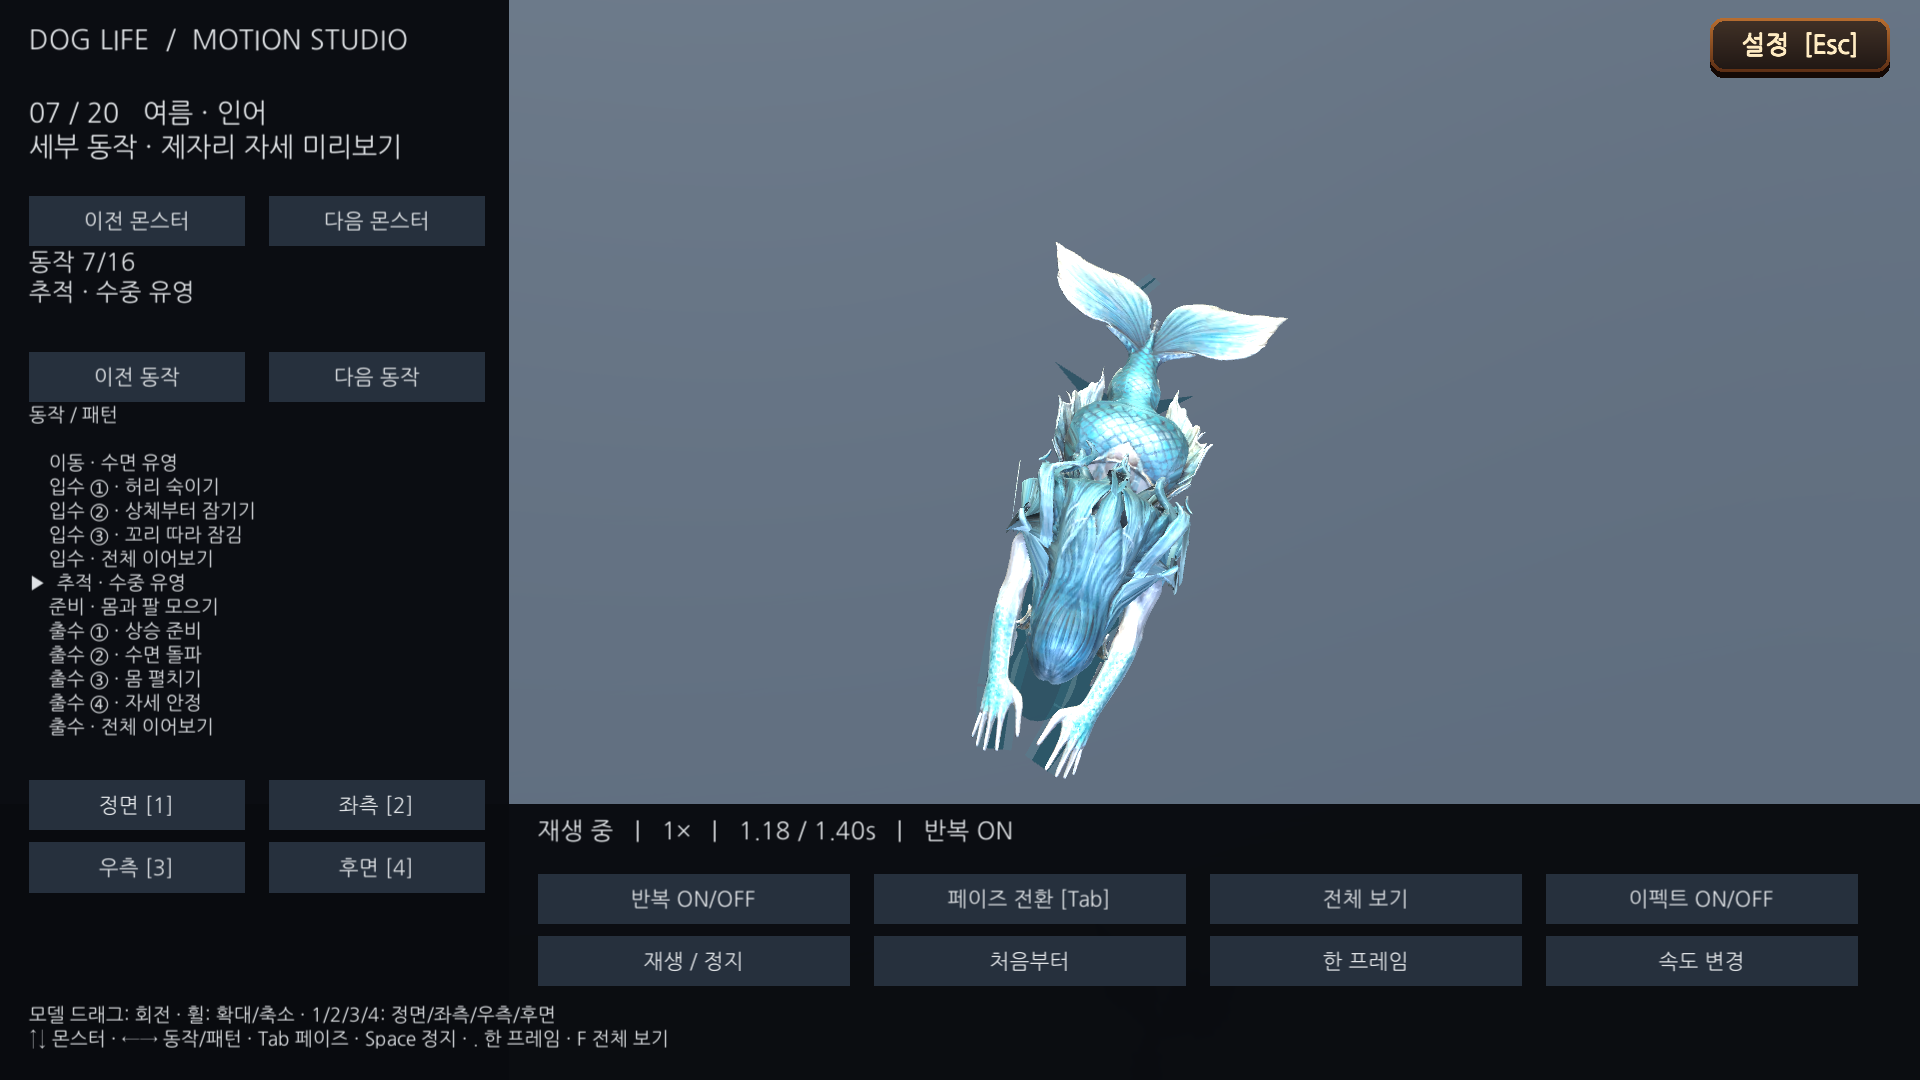 DOG LIFE / MOTION STUDIO
설정 [Esc]
07 / 20 여름 · 인어
세부 동작 · 제자리 자세 미리보기
이전 몬스터
다음 몬스터
동작 7/16
추적 · 수중 유영
이전 동작
다음 동작
동작 / 패턴
이동 · 수면 유영
입수 ① · 허리 숙이기
입수 ② · 상체부터 잠기기
입수 ③ · 꼬리 따라 잠김
입수 · 전체 이어보기
▶ 추적 · 수중 유영
준비 · 몸과 팔 모으기
출수 ① · 상승 준비
출수 ② · 수면 돌파
출수 ③ · 몸 펼치기
출수 ④ · 자세 안정
출수 · 전체 이어보기
정면 [1]
좌측 [2]
우측 [3]
후면 [4]
재생 중 | 1× | 1.18 / 1.40s | 반복 ON
반복 ON/OFF
페이즈 전환 [Tab]
전체 보기
이펙트 ON/OFF
재생 / 정지
처음부터
한 프레임
속도 변경
모델 드래그: 회전 · 휠: 확대/축소 · 1/2/3/4: 정면/좌측/우측/후면
↑↓ 몬스터 · ←→ 동작/패턴 · Tab 페이즈 · Space 정지 · . 한 프레임 · F 전체 보기